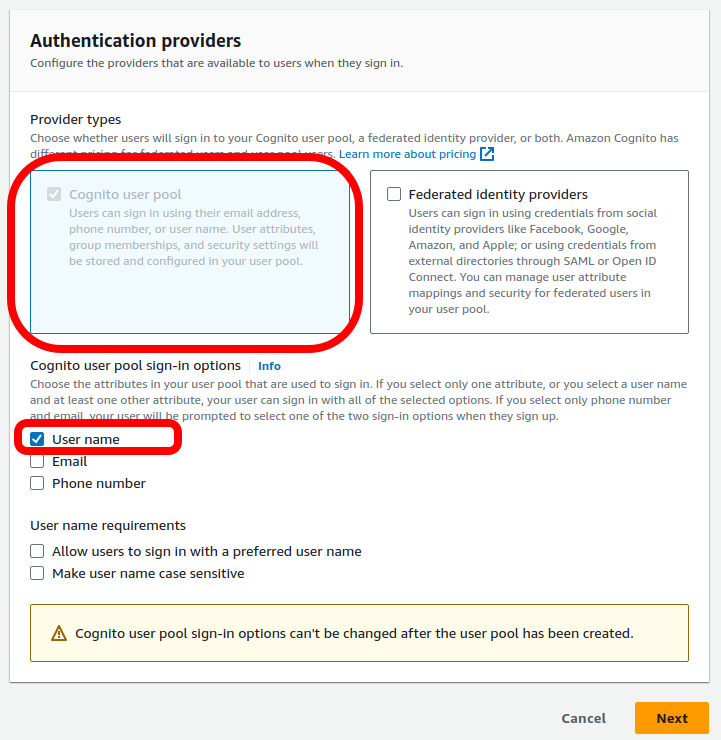 Authentication providers
Configure the providers that are available to users when they sign in.
Provider types
Choose whether users will sign in to your Cognito user pool, a federated identity provider, or both. Amazon Cognito has
different pricing for federated users and user pool users. Learn more about pricing
Cognito user pool
Users can sign in using their email address,
phone number, or user name. User attributes,
group memberships, and security settings will
be stored and configured in your user pool.
Federated identity providers
Users can sign in using credentials from social
identity providers like Facebook, Google,
Amazon, and Apple; or using credentials from
external directories through SAML or Open ID
Connect. You can manage user attribute
mappings and security for federated users in
your user pool.
Cognito user pool sign-in options Info
Choose the attributes in your user pool that are used to sign in. If you select only one attribute, or you select a user name
and at least one other attribute, your user can sign in with all of the selected options. If you select only phone number
and email, your user will be prompted to select one of the two sign-in options when they sign up.
User name
Email
Phone number
User name requirements
Allow users to sign in with a preferred user name
Make user name case sensitive
Cognito user pool sign-in options can't be changed after the user pool has been created.
Cancel Next